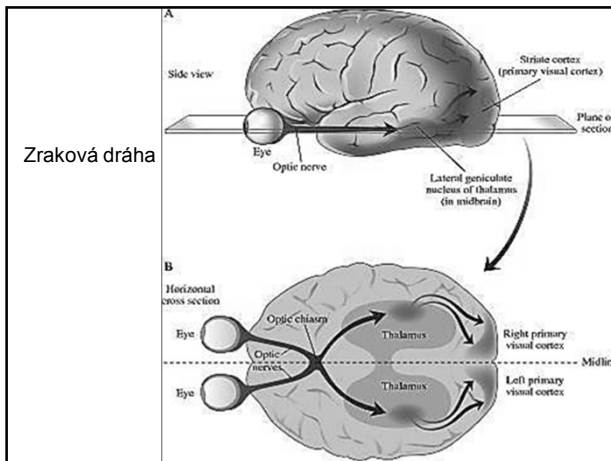 Zraková dráha
A
Side view
Striate cortex
(primary visual cortex)
Plane of
section
Eye
Optic nerve
Lateral geniculate
nucleus of thalamus
(in midbrain)
B
Horizontal
cross section
Optic chiasm
Eye
Thalamus
Right primary
visual cortex
Optic
nerves
Midlin
Eye
Thalamus
Left primary
visual cortex